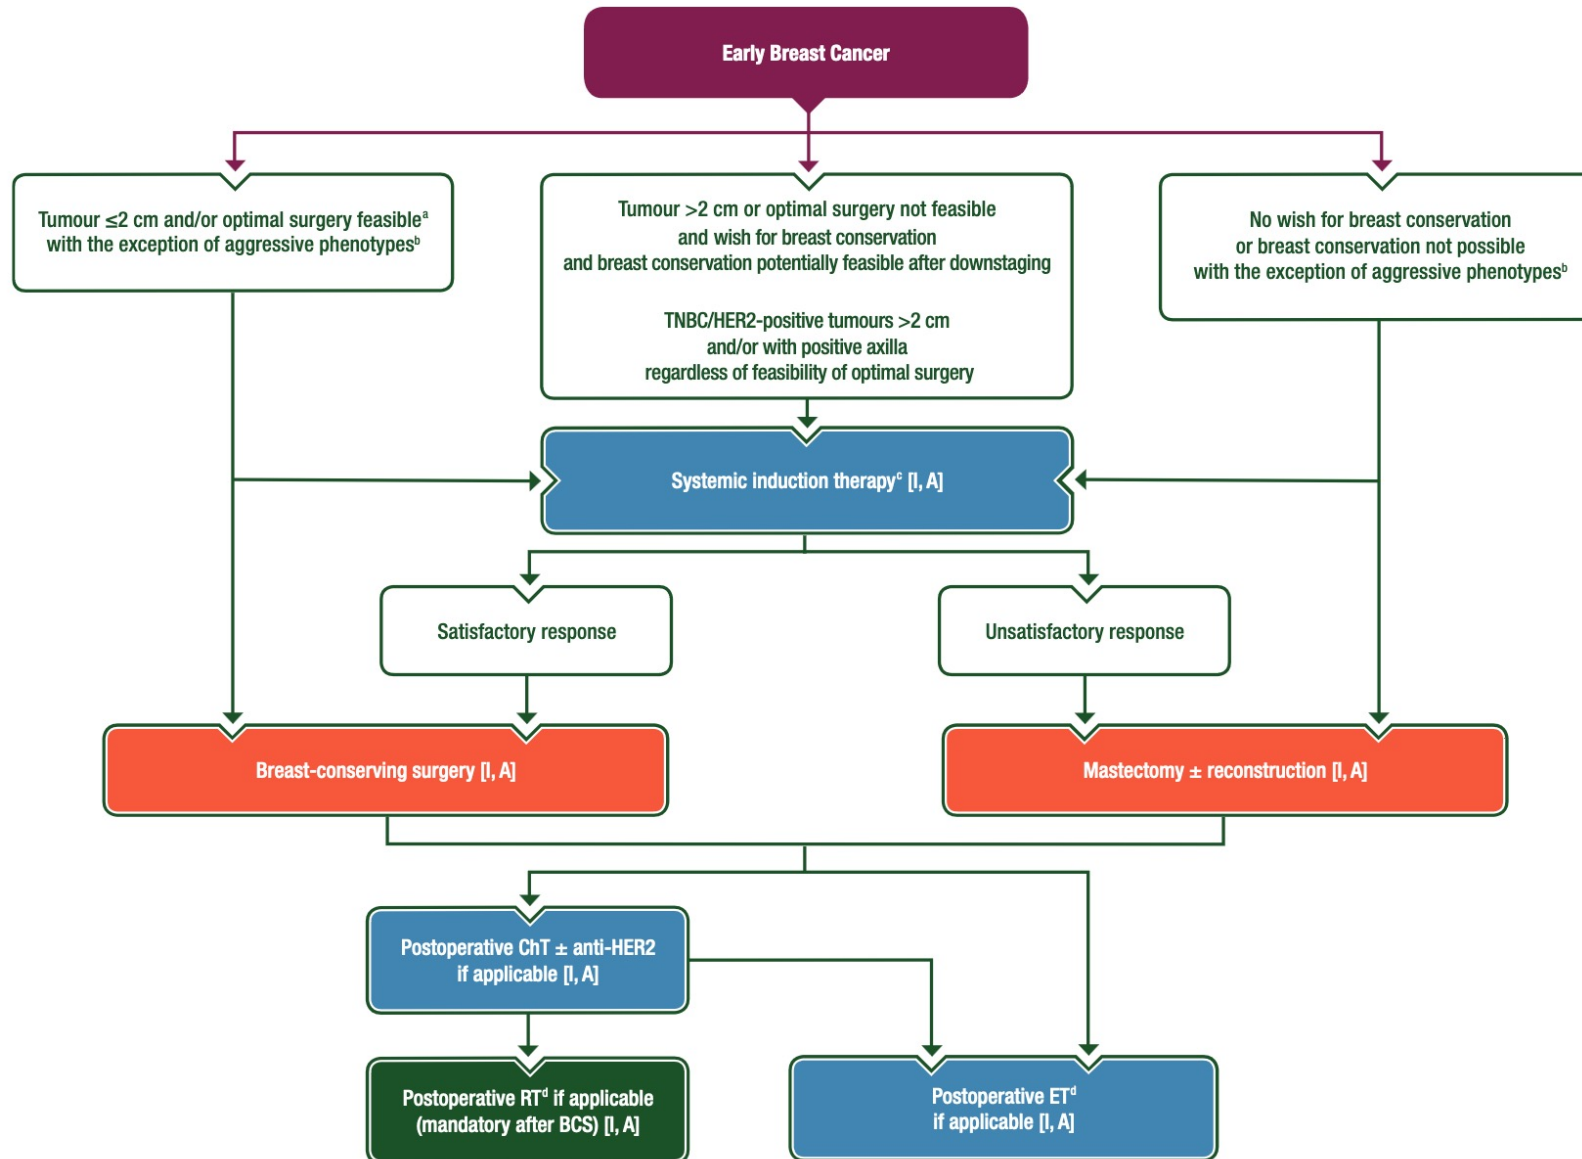 Early Breast Cancer
Tumour ≤2 cm and/or optimal surgery feasibleᵃ
with the exception of aggressive phenotypesᵇ
Tumour >2 cm or optimal surgery not feasible
and wish for breast conservation
and breast conservation potentially feasible after downstaging
TNBC/HER2-positive tumours >2 cm
and/or with positive axilla
regardless of feasibility of optimal surgery
No wish for breast conservation
or breast conservation not possible
with the exception of aggressive phenotypesᵇ
Systemic induction therapyᶜ [I, A]
Satisfactory response
Unsatisfactory response
Breast-conserving surgery [I, A]
Mastectomy ± reconstruction [I, A]
Postoperative ChT ± anti-HER2
if applicable [I, A]
Postoperative RTᵈ if applicable
(mandatory after BCS) [I, A]
Postoperative ETᵈ
if applicable [I, A]